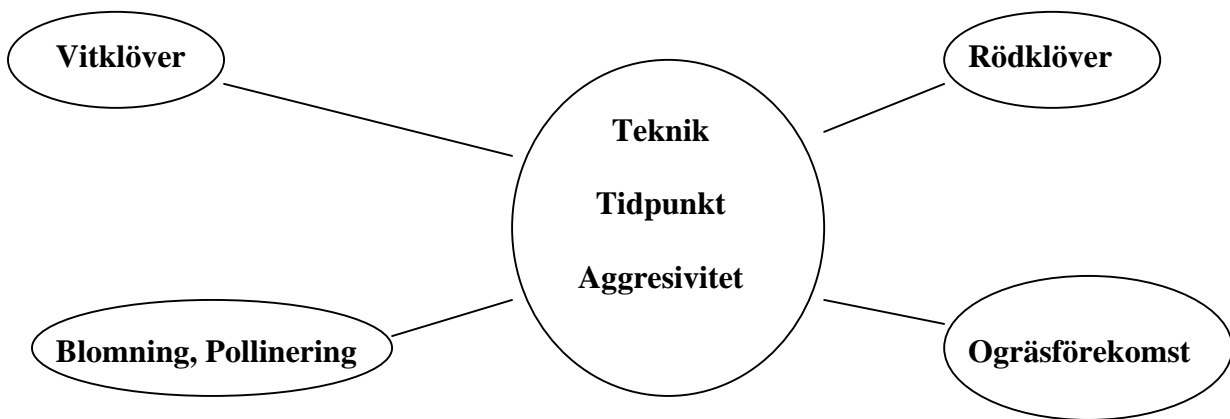 Vitklöver
Rödklöver
Teknik
Tidpunkt
Aggresivitet
Blomning, Pollinering
Ogräsförekomst